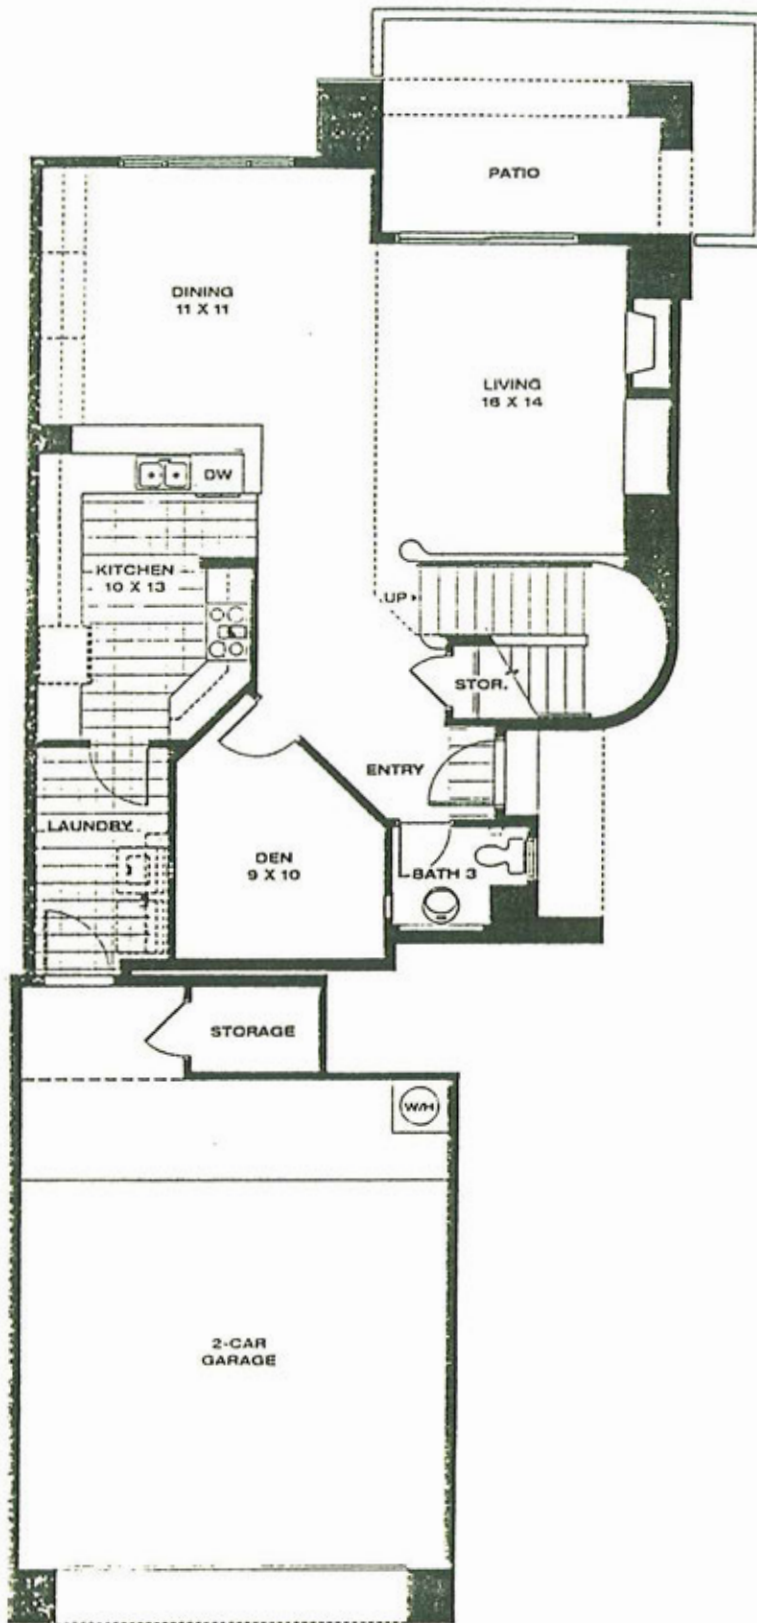 PATIO
DINING
11 X 11
LIVING
16 X 14
DW
KITCHEN
10 X 13
UP
STOR.
ENTRY
LAUNDRY
DEN
9 X 10
BATH 3
STORAGE
W/H
2-CAR
GARAGE